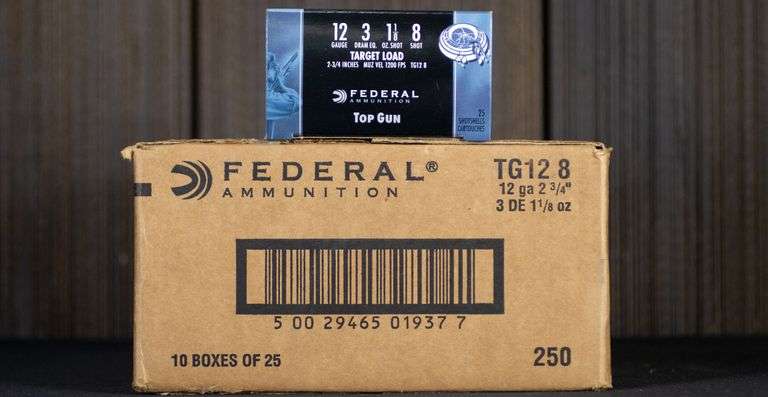 12 3 1 1/8 8
GAUGE DRAM EQ. OZ. SHOT SHOT
TARGET LOAD
2-3/4 INCHES MUZ VEL 1200 FPS TG12 8
FEDERAL
AMMUNITION
TOP GUN
25
SHOTSHELLS
CARTOUCHES
FEDERAL®
AMMUNITION
TG12 8
12 ga 2 3/4"
3 DE 1 1/8 oz
5 00 29465 01937 7
10 BOXES OF 25
250